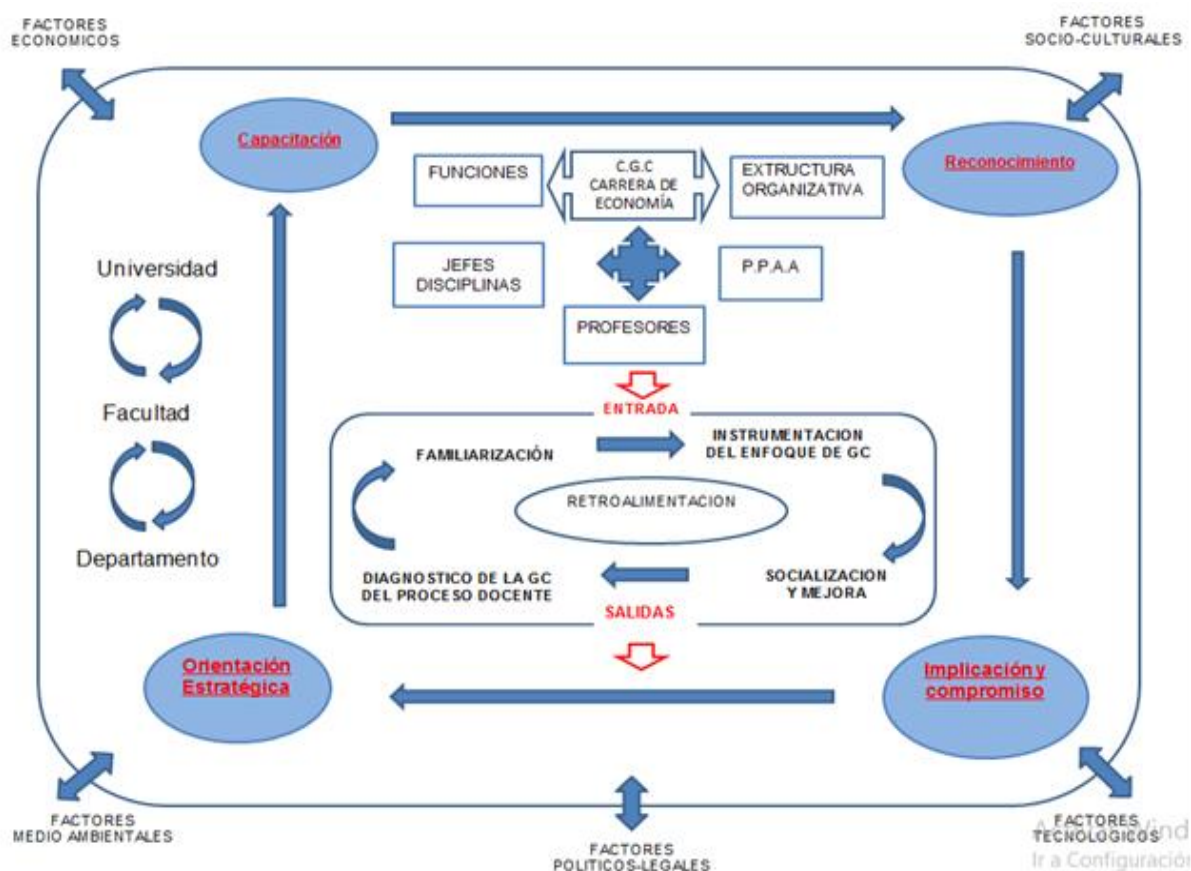 FACTORES
ECONOMICOS
FACTORES
SOCIO-CULTURALES
Capacitación
Reconocimiento
FUNCIONES
C.G.C
CARRERA DE
ECONOMÍA
EXTRUCTURA
ORGANIZATIVA
JEFES
DISCIPLINAS
P.P.A.A
PROFESORES
Universidad
Facultad
Departamento
ENTRADA
FAMILIARIZACIÓN
INSTRUMENTACION
DEL ENFOQUE DE GC
RETROALIMENTACION
DIAGNOSTICO DE LA GC
DEL PROCESO DOCENTE
SOCIALIZACION
Y MEJORA
SALIDAS
Orientación
Estratégica
Implicación y
compromiso
FACTORES
MEDIO AMBIENTALES
FACTORES
POLITICOS-LEGALES
FACTORES
TECNOLOGICOS
Ir a Configuración